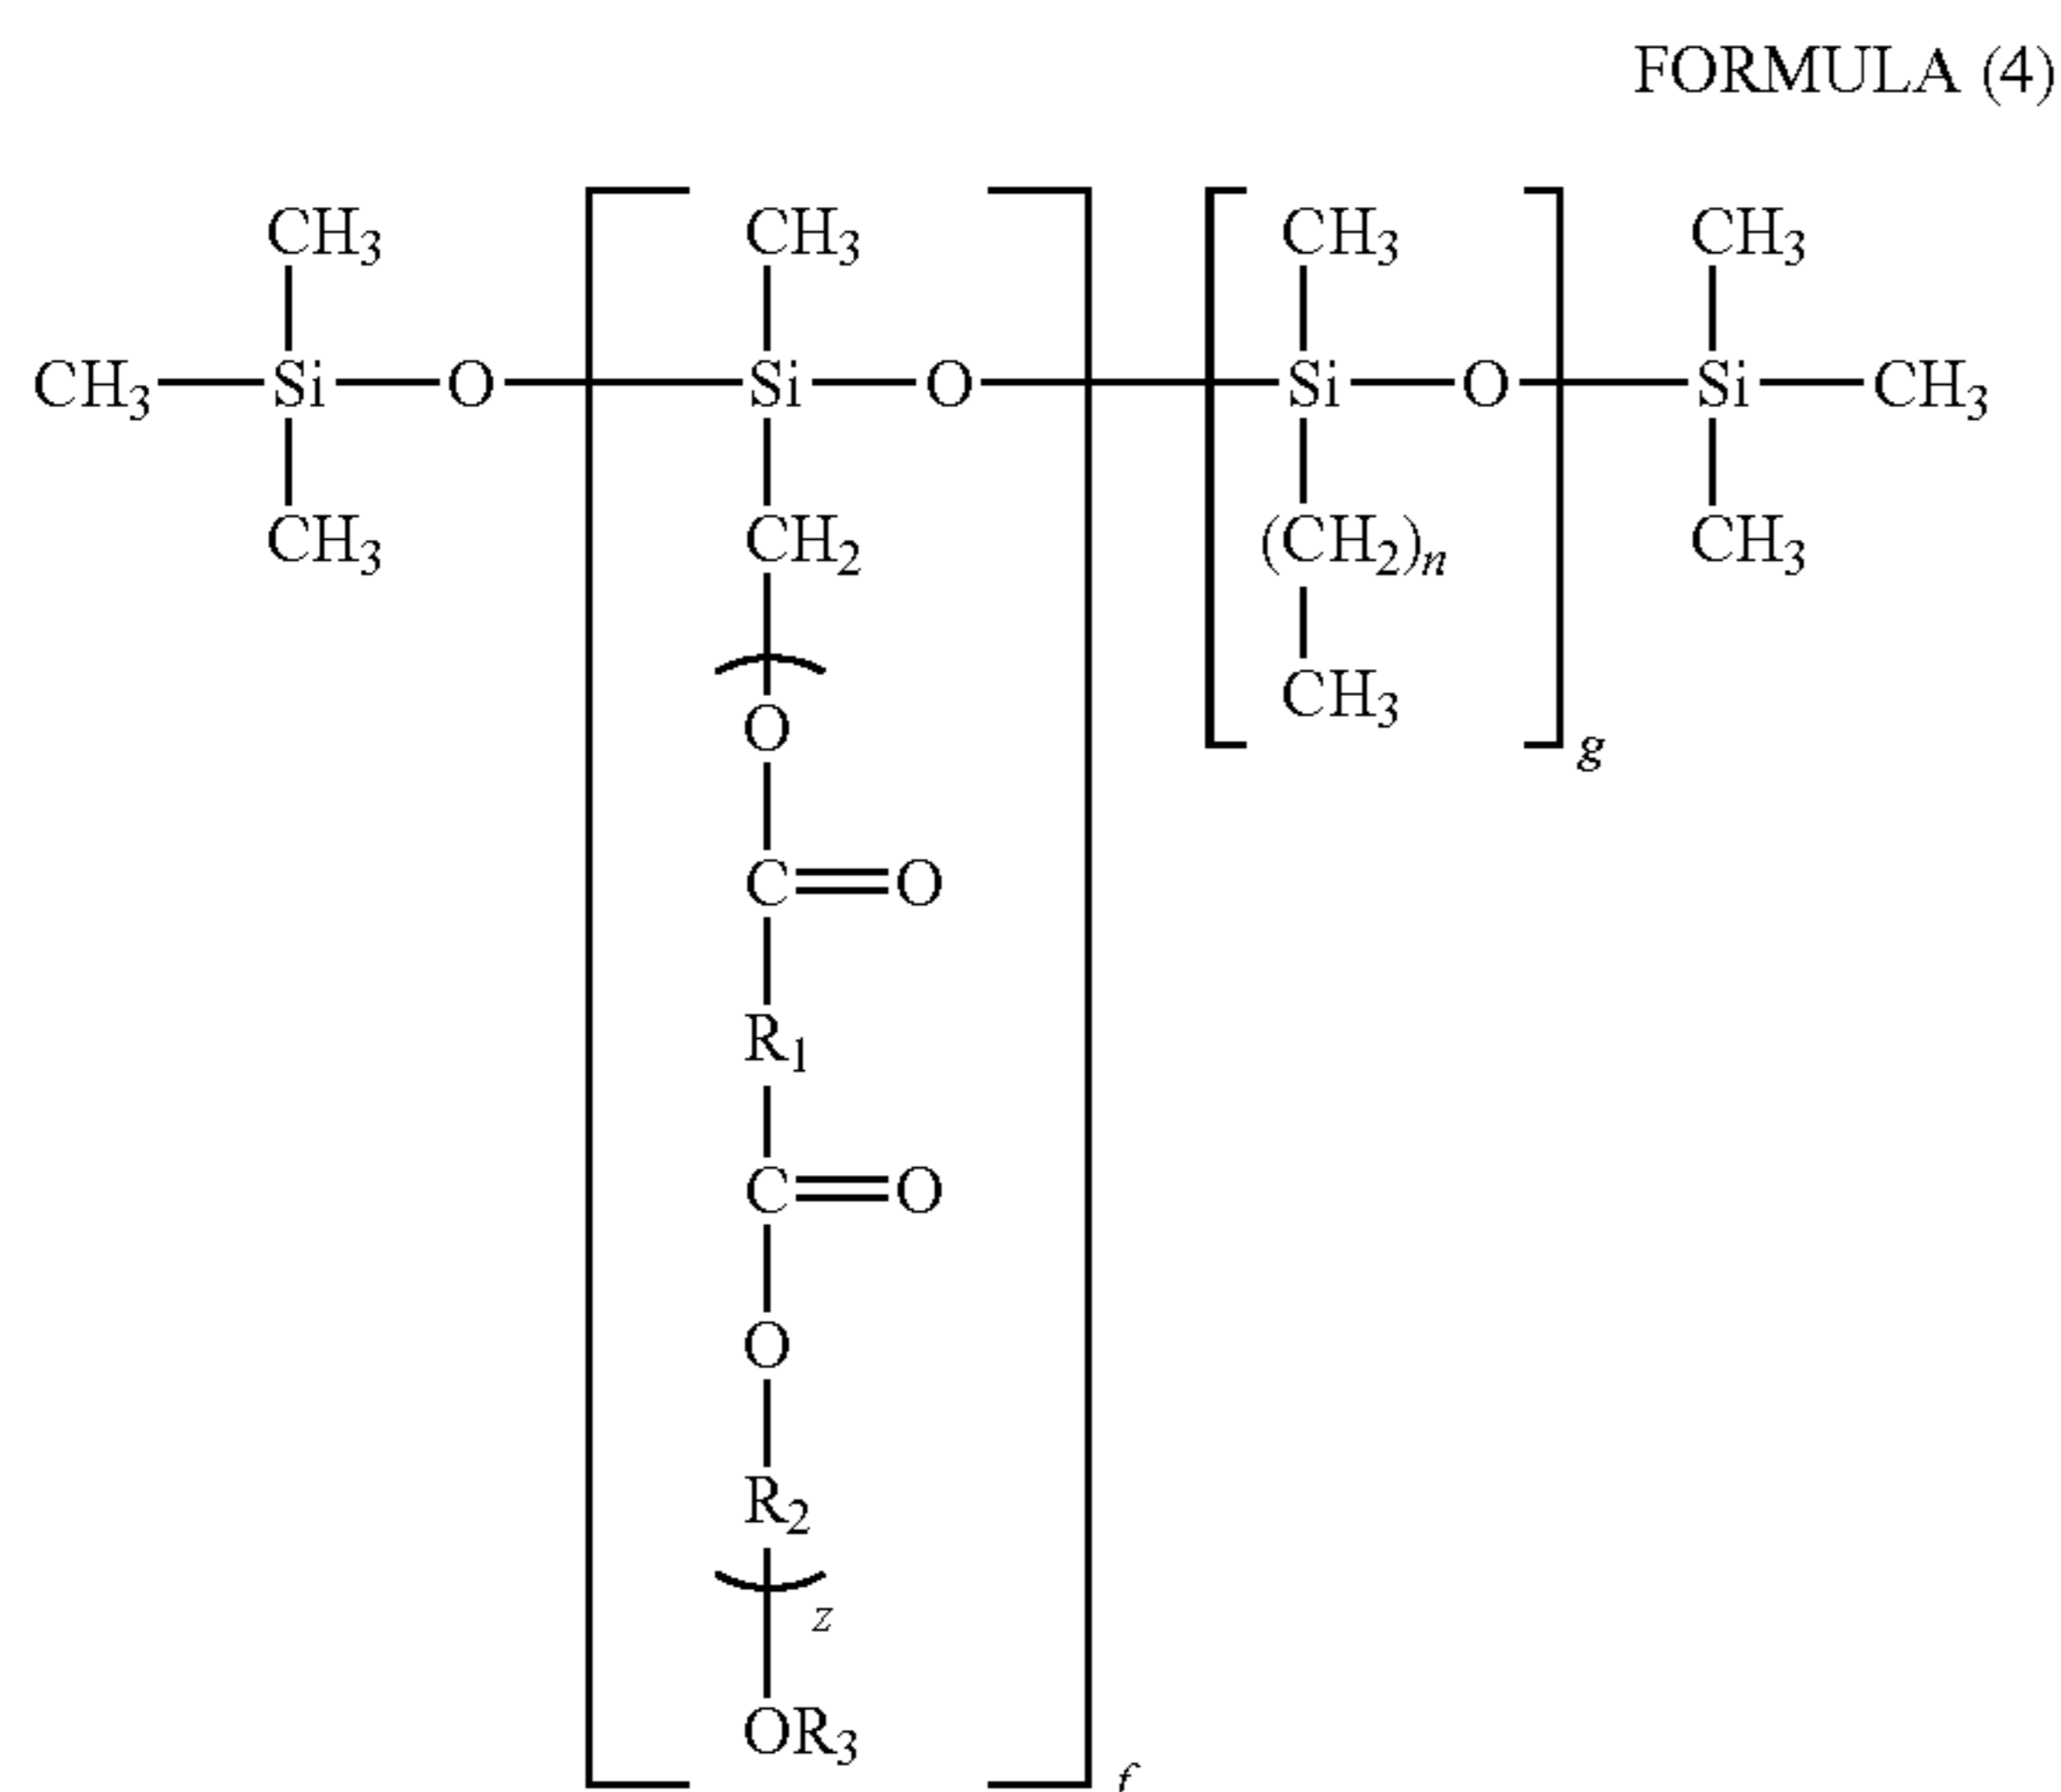 FORMULA (4)
CH3 CH3 CH3 CH3
CH3 Si O Si O Si O Si CH3
CH3 CH2 (CH2)n CH3
O CH3
g
C O
R1
C O
O
R2
z
OR3
f